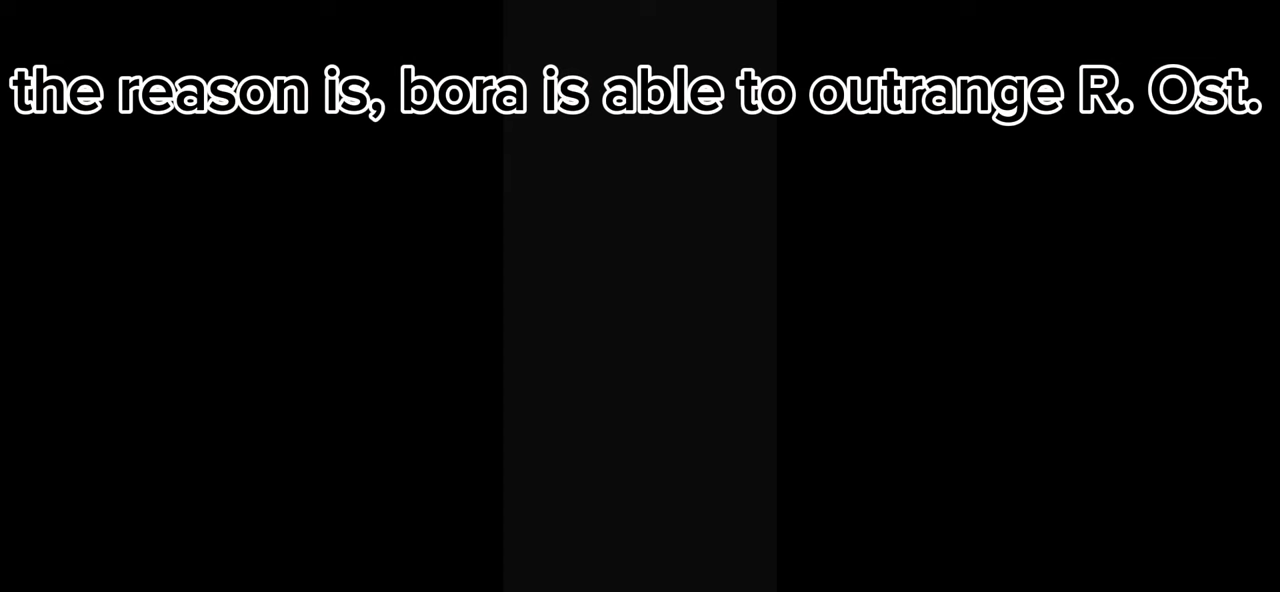 the reason is, bora is able to outrange R. Ost.